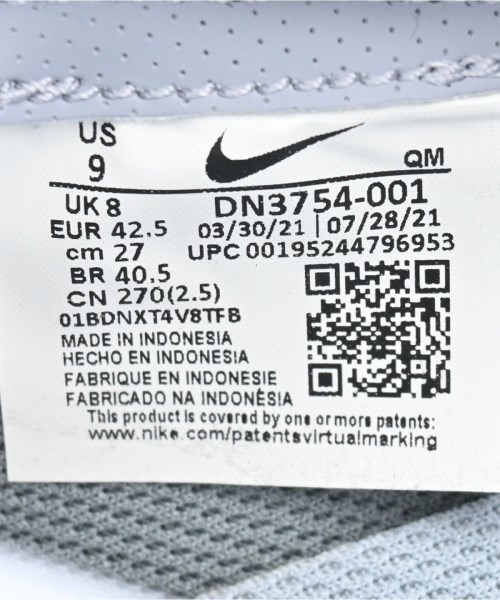 US
9
QM
UK 8
DN3754-001
EUR 42.5
03/30/21 | 07/28/21
cm 27
UPC 00195244796953
BR 40.5
CN 270(2.5)
01BDNXT4V8TFB
MADE IN INDONESIA
HECHO EN INDONESIA
FABRIQUE EN INDONESIE
FABRICADO NA INDONÊSIA
This product is covered by one or more patents:
www.nike.com/patentsvirtualmarking